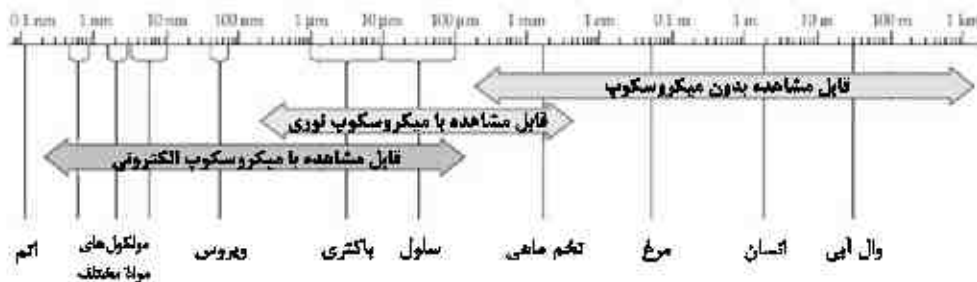 0.1 nm 1 nm 10 nm 100 nm 1 µm 10 µm 100 µm 1 mm 1 cm 0.1 m 1 m 10 m 100 m 1 km
قابل مشاهده بدون میکروسکوپ
قابل مشاهده با میکروسکوپ نوری
قابل مشاهده با میکروسکوپ الکترونی
اتم
مولکول‌های
مواد مختلف
ویروس
باکتری
سلول
تخم ماهی
مرغ
انسان
وال آبی